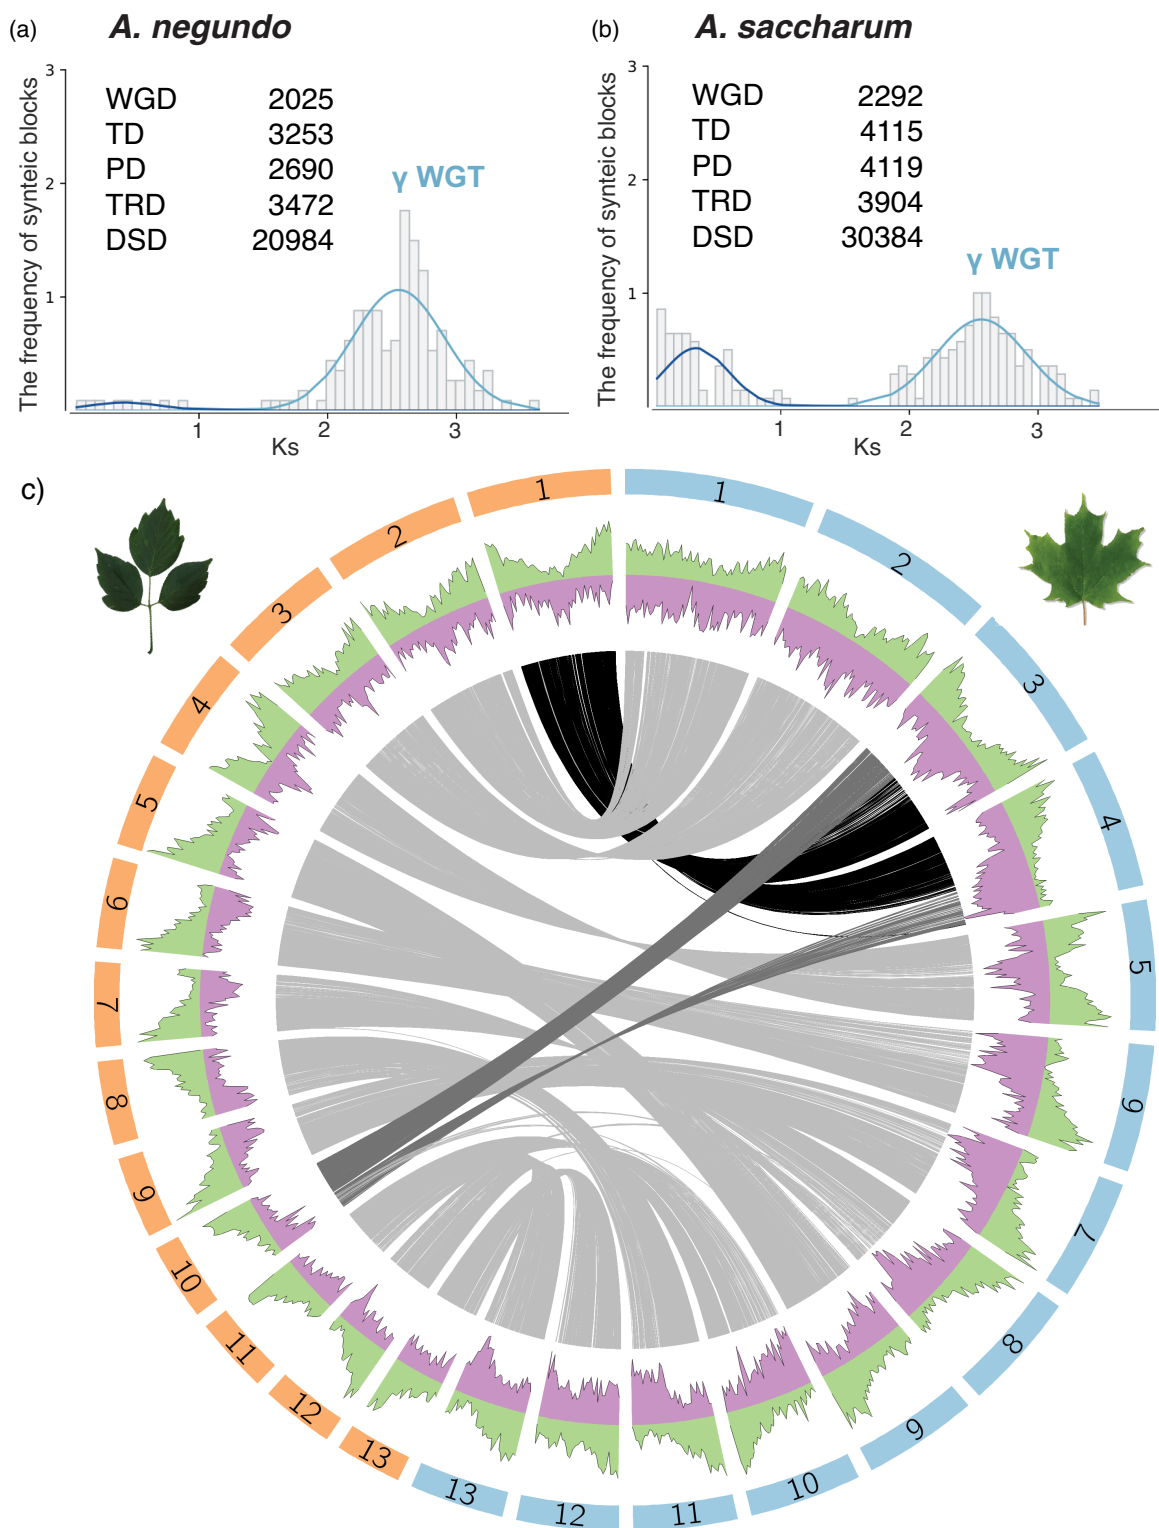 (a) A. negundo
The frequency of synteic blocks
3
2
1
WGD 2025
TD 3253
PD 2690
TRD 3472
DSD 20984
γ WGT
1 2 3
Ks
(b) A. saccharum
The frequency of synteic blocks
3
2
1
WGD 2292
TD 4115
PD 4119
TRD 3904
DSD 30384
γ WGT
1 2 3
Ks
c)
1
2
3
4
5
6
7
8
9
10
11
12
13
1
2
3
4
5
6
7
8
9
10
11
12
13